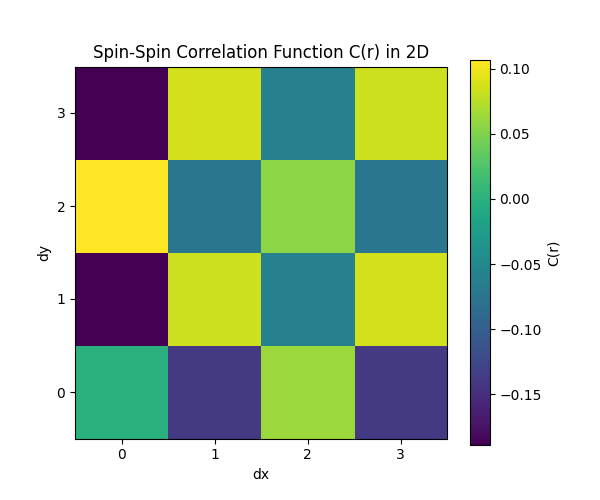 Spin-Spin Correlation Function C(r) in 2D
3
2
1
0
dy
0 1 2 3
dx
0.10
0.05
0.00
−0.05
−0.10
−0.15
C(r)